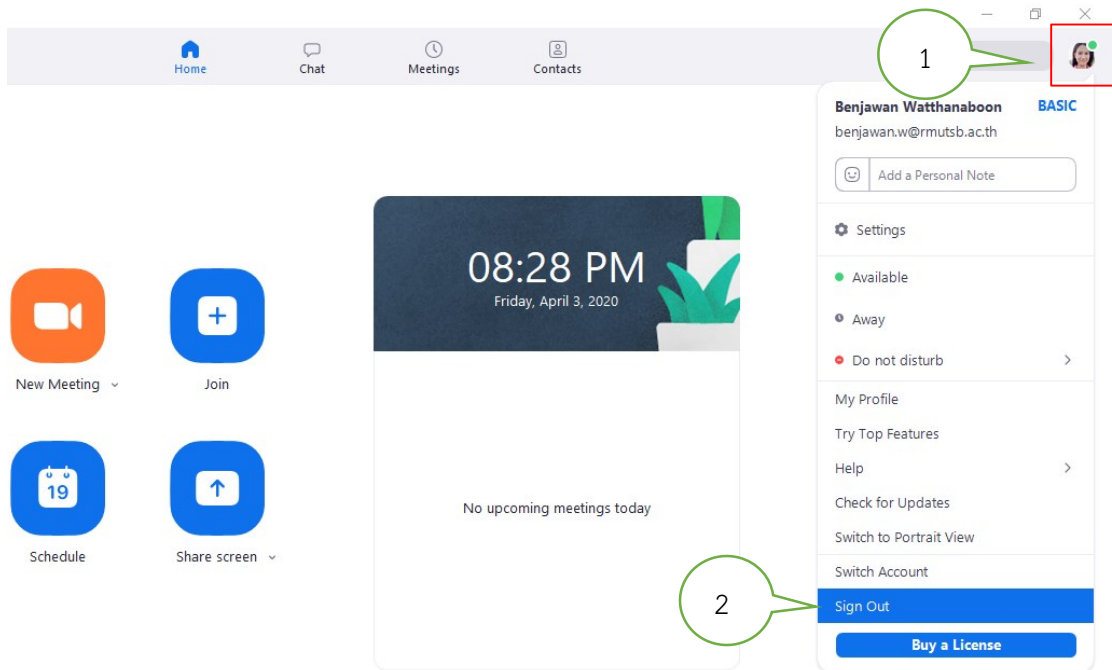 Home
Chat
Meetings
Contacts
1
Benjawan Watthanaboon BASIC
benjawan.w@rmutsb.ac.th
Add a Personal Note
Settings
Available
Away
Do not disturb
My Profile
Try Top Features
Help
Check for Updates
Switch to Portrait View
Switch Account
Sign Out
Buy a License
2
08:28 PM
Friday, April 3, 2020
No upcoming meetings today
New Meeting
Join
19
Schedule
Share screen